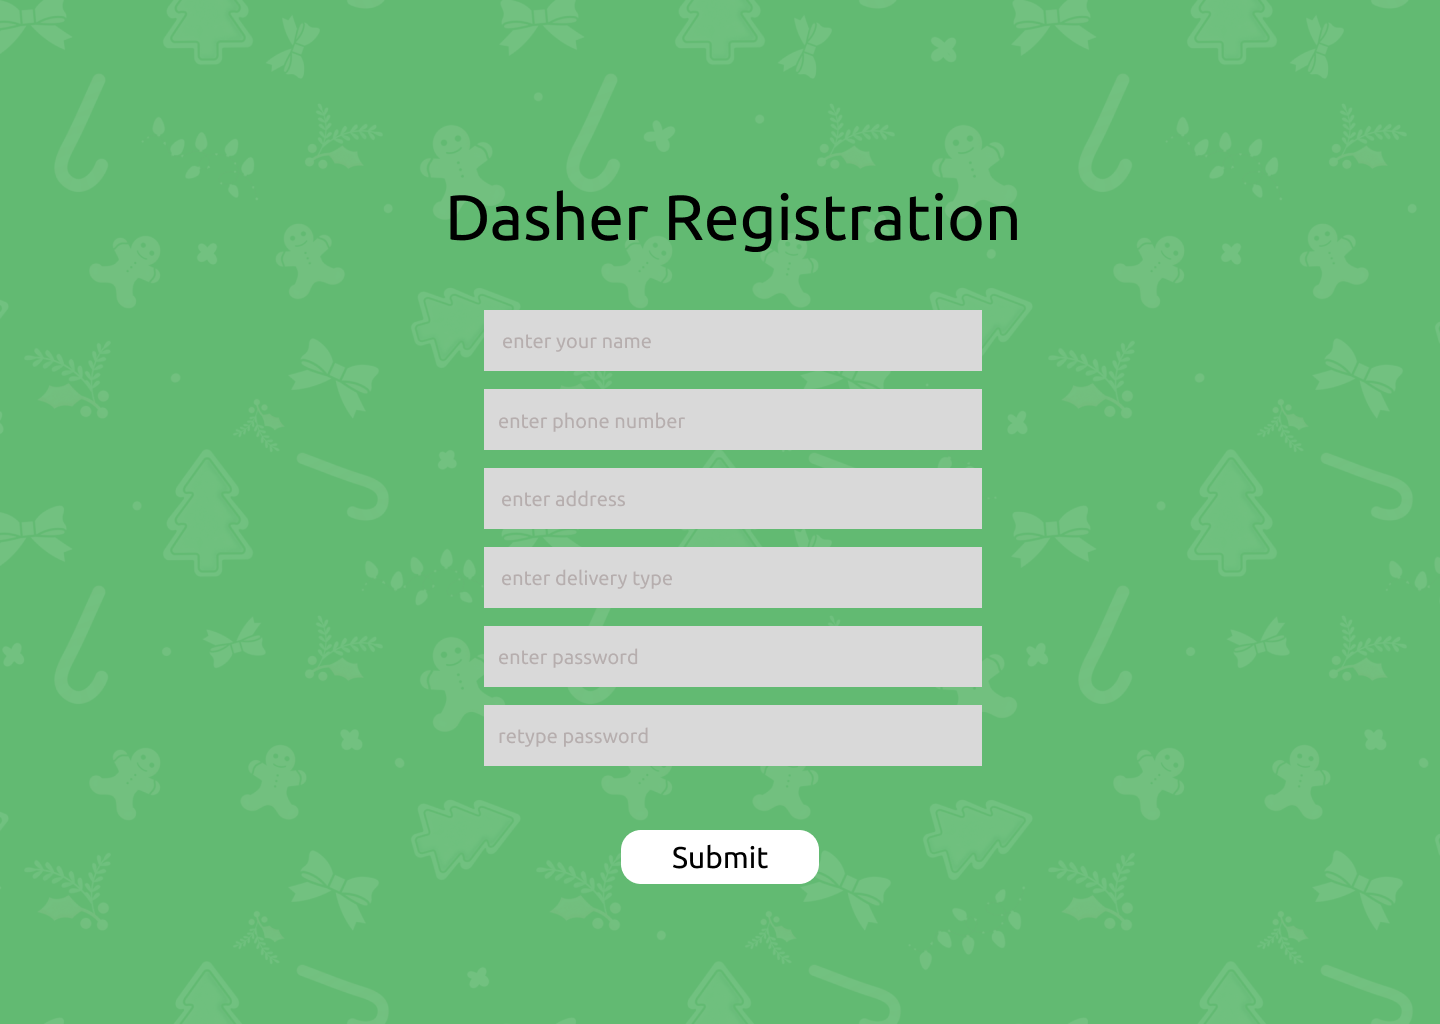 Dasher Registration
enter your name
enter phone number
enter address
enter delivery type
enter password
retype password
Submit